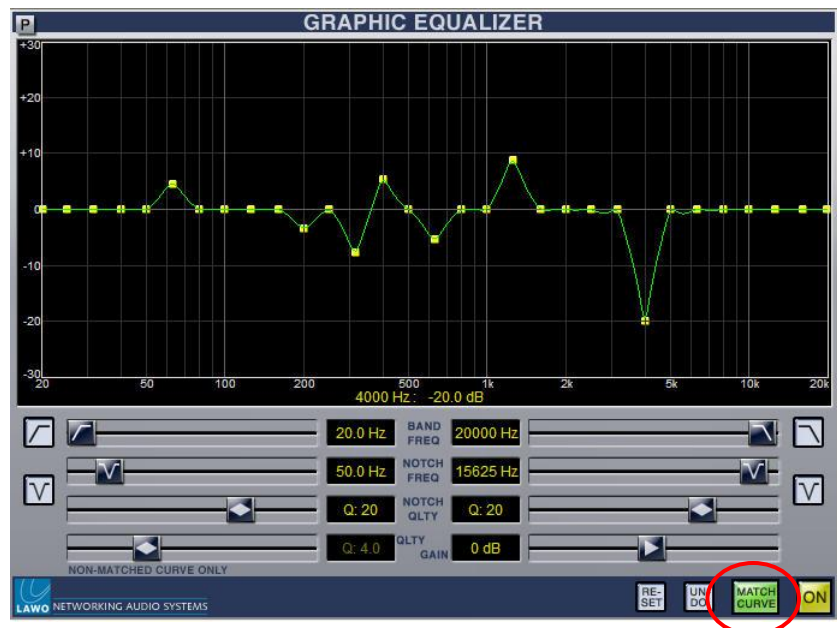 P
GRAPHIC EQUALIZER
+30
+20
+10
0
-10
-20
-30
20 50 100 200 500 1k 2k 5k 10k 20k
4000 Hz : -20.0 dB
20.0 Hz BAND FREQ 20000 Hz
50.0 Hz NOTCH FREQ 15625 Hz
Q: 20 NOTCH QLTY Q: 20
Q: 4.0 QLTY GAIN 0 dB
NON-MATCHED CURVE ONLY
LAWO NETWORKING AUDIO SYSTEMS
RE-
SET
UN
DO
MATCH
CURVE
ON